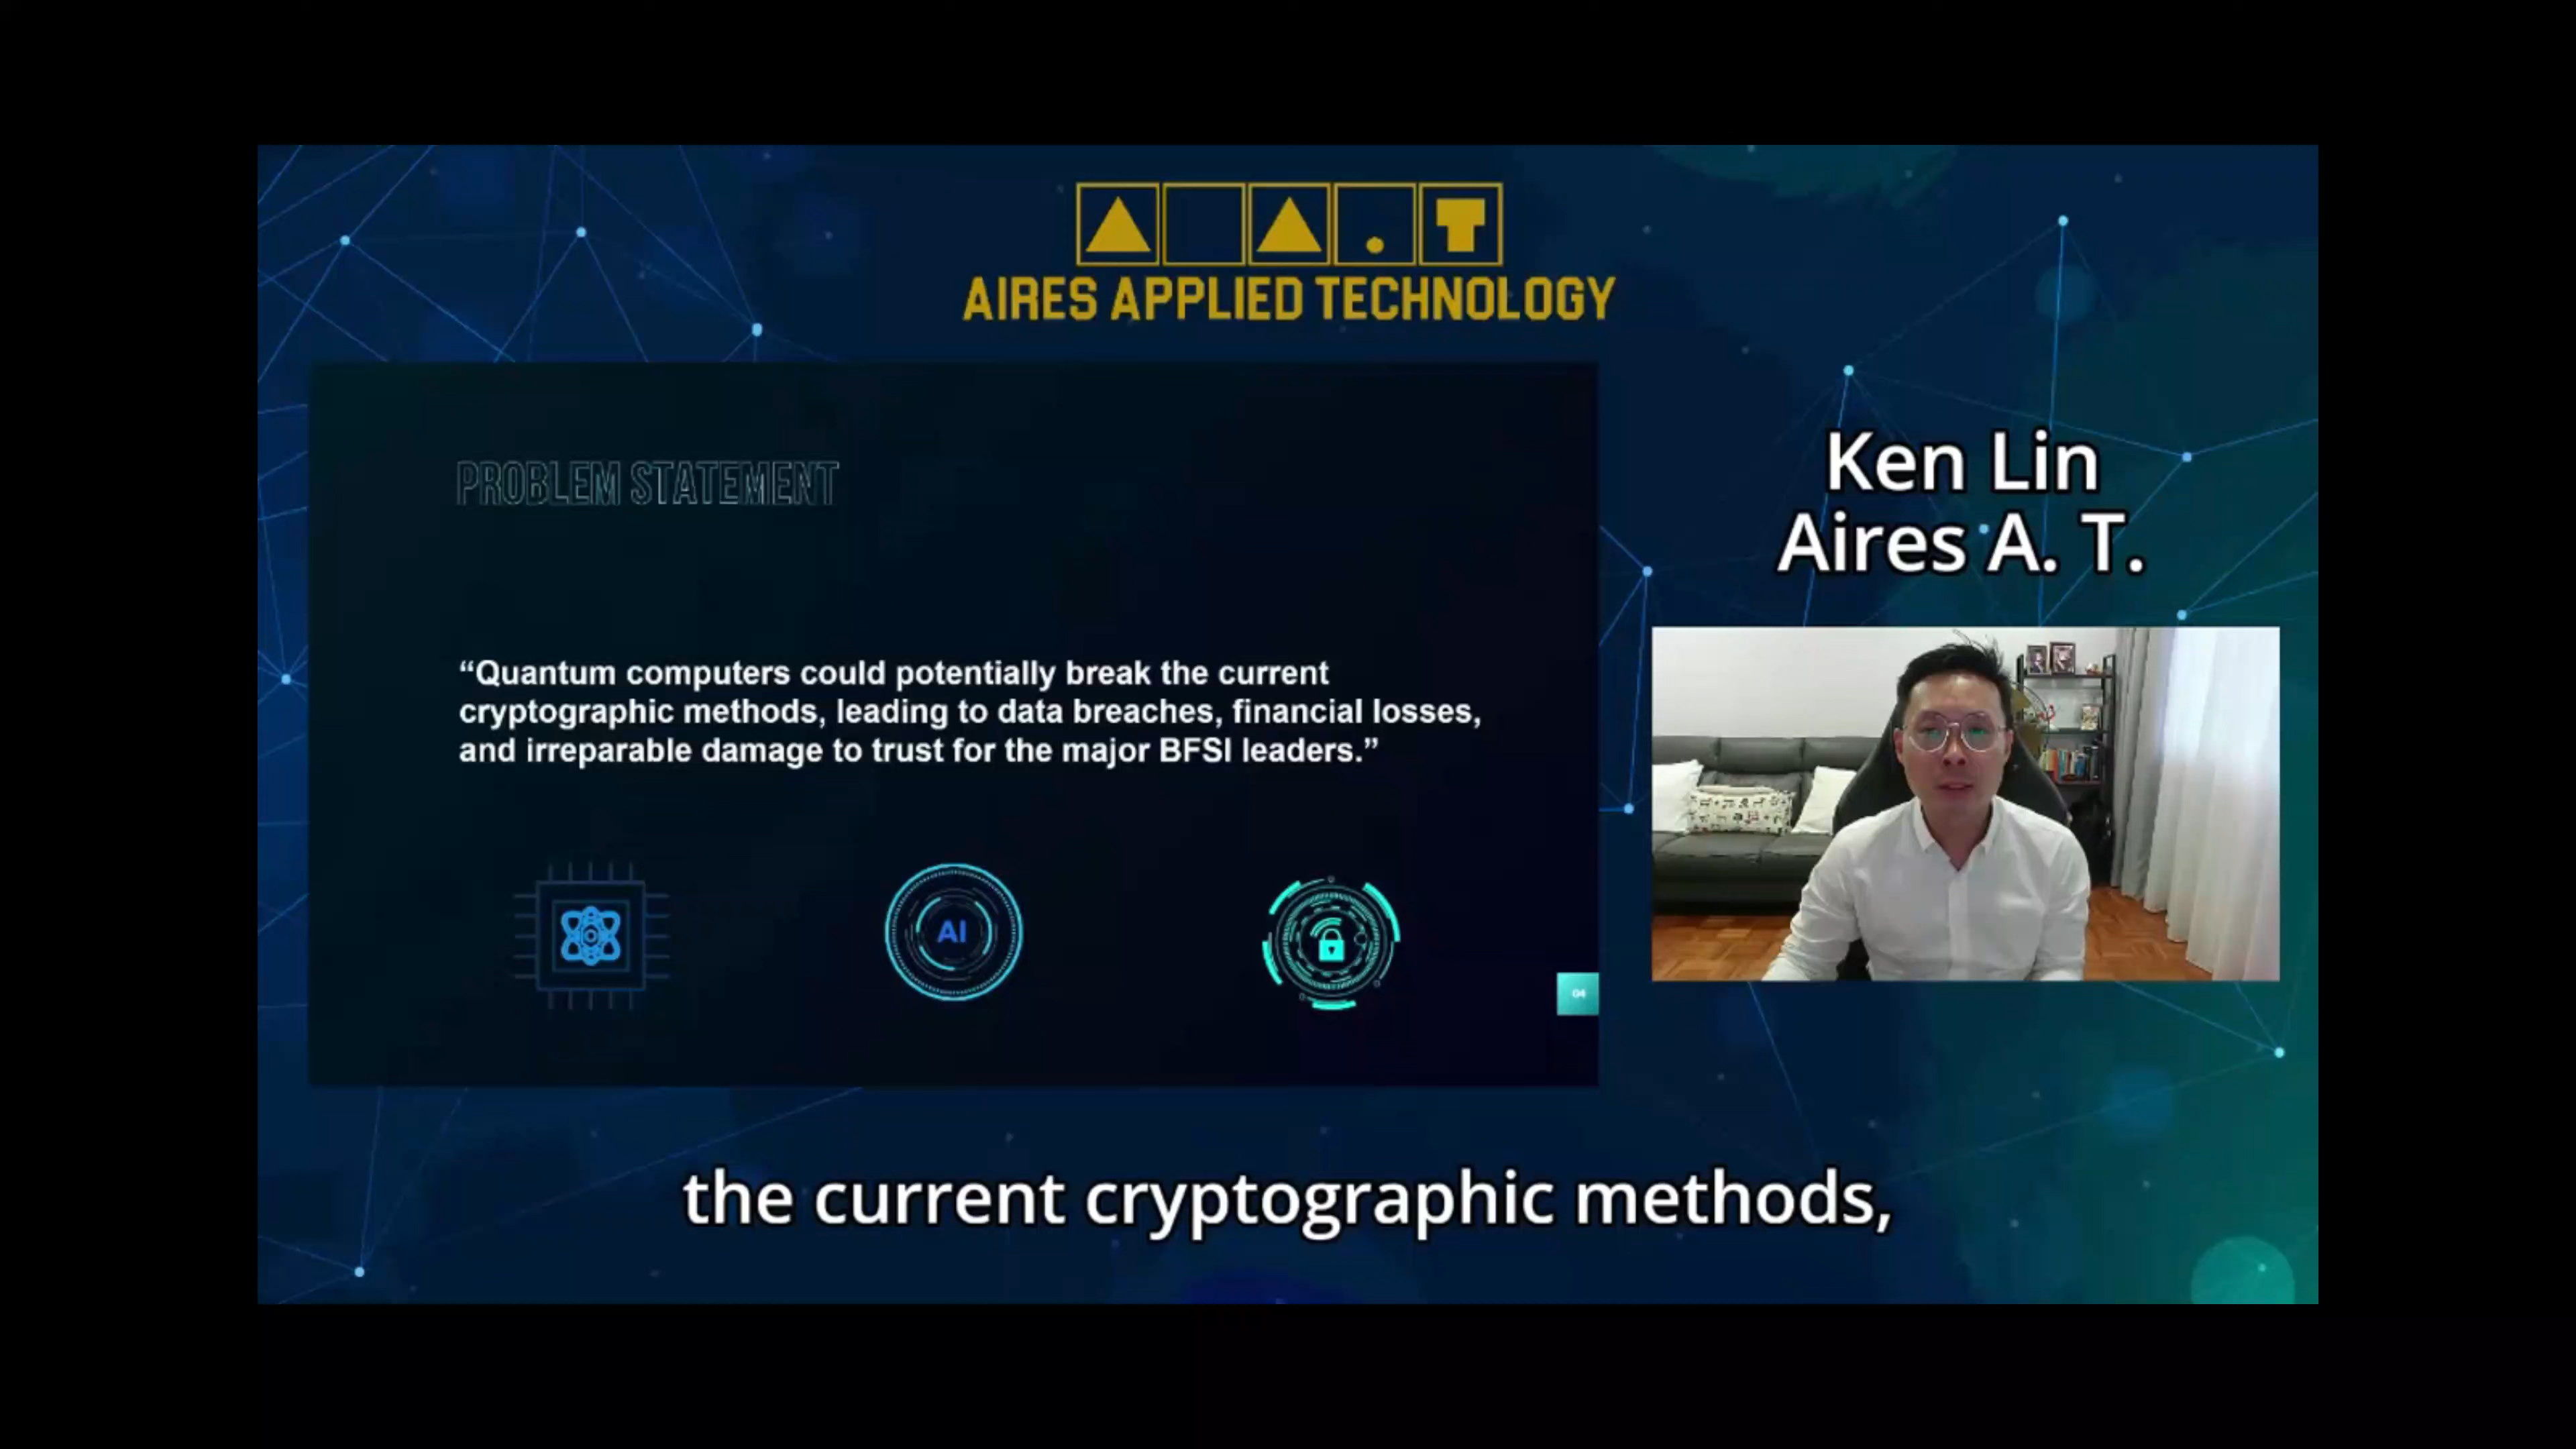 A A.T
AIRES APPLIED TECHNOLOGY
PROBLEM STATEMENT
“Quantum computers could potentially break the current
cryptographic methods, leading to data breaches, financial losses,
and irreparable damage to trust for the major BFSI leaders.”
AI
04
Ken Lin
Aires A. T.
the current cryptographic methods,